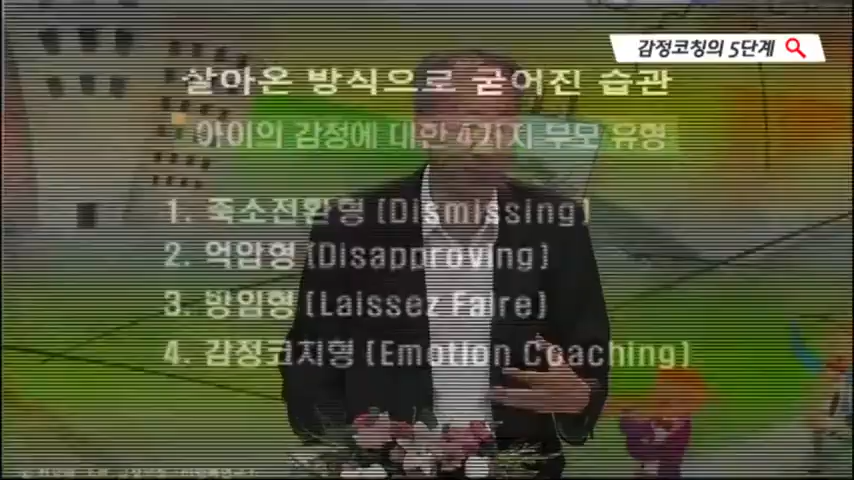 감정코칭의 5단계
살아온 방식으로 굳어진 습관
아이의 감정에 대한 4가지 부모 유형
1. 축소전환형 (Dismissing)
2. 억압형 (Disapproving)
3. 방임형 (Laissez Faire)
4. 감정코치형 (Emotion Coaching)